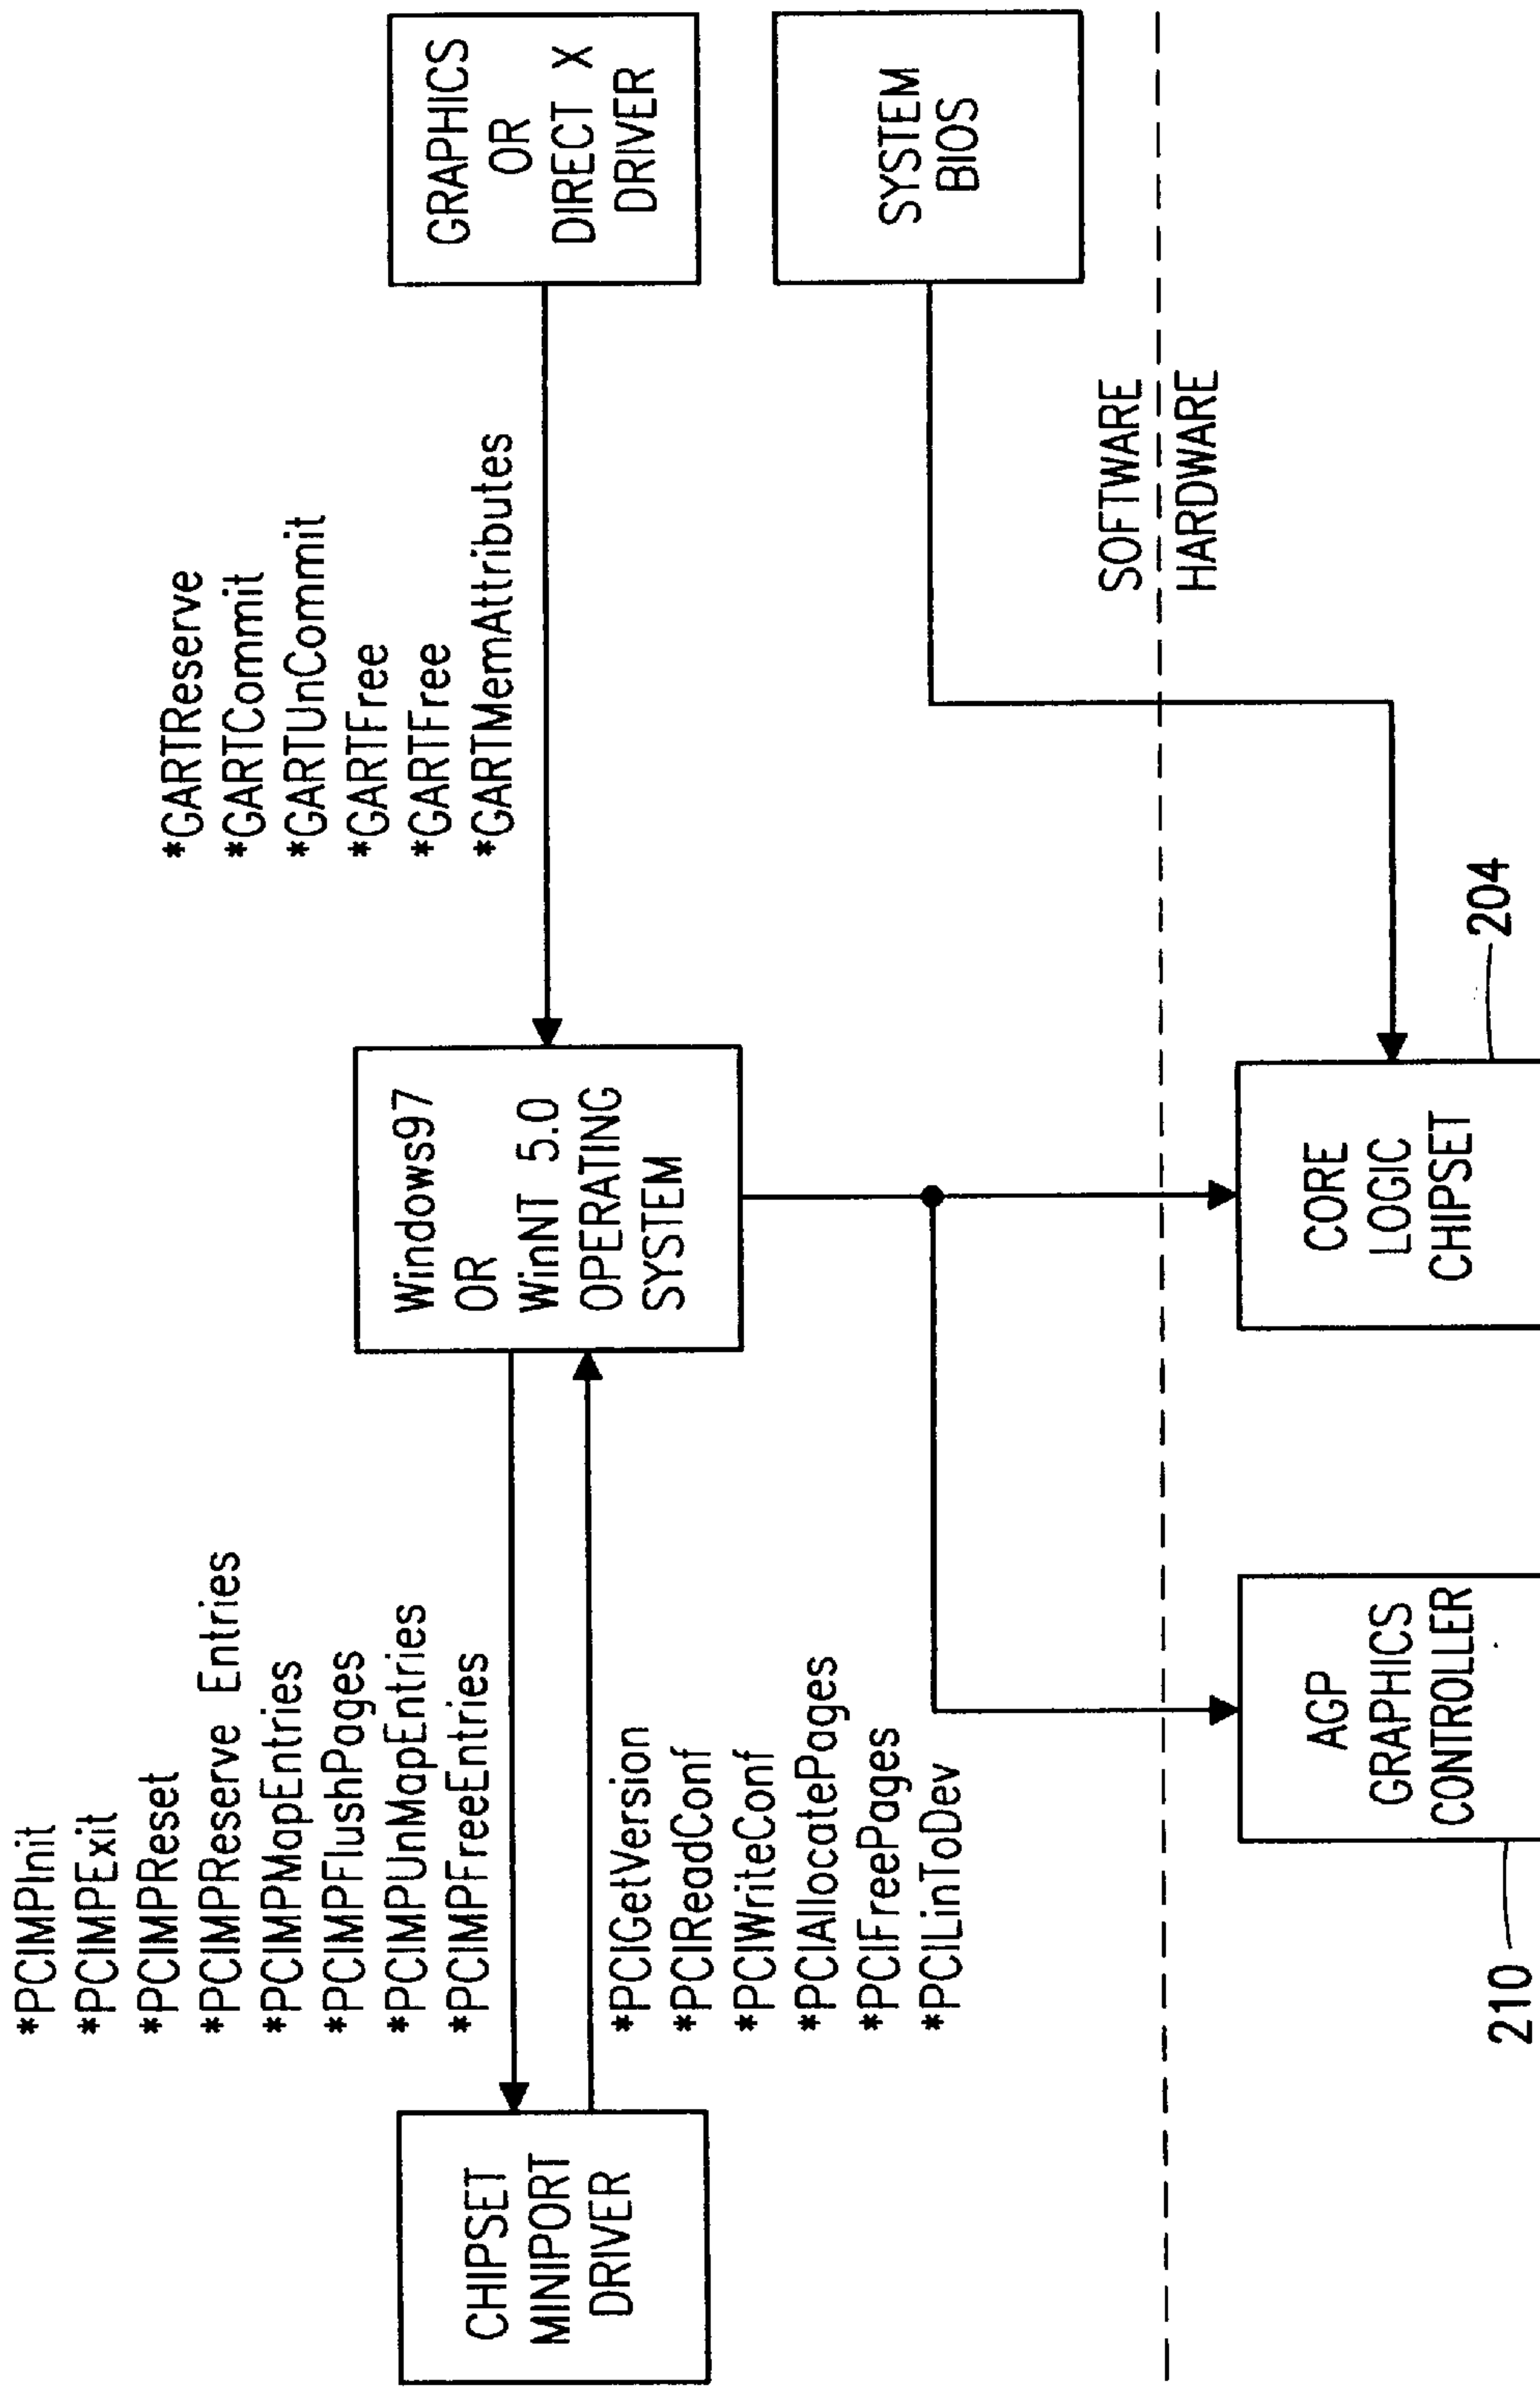 *PCIMPInit
*PCIMPExit
*PCIMPReset
*PCIMPReserve Entries
*PCIMPMapEntries
*PCIMPFlushPages
*PCIMPUnMapEntries
*PCIMPFreeEntries
*GARTReserve
*GARTCommit
*GARTUnCommit
*GARTFree
*GARTFree
*GARTMemAttributes
CHIPSET
MINIPORT
DRIVER
Windows97
OR
WinNT 5.0
OPERATING
SYSTEM
GRAPHICS
OR
DIRECT X
DRIVER
*PCIGetVersion
*PCIReadConf
*PCIWriteConf
*PCIAllocatePages
*PCIFreePages
*PCILinToDev
SYSTEM
BIOS
SOFTWARE
HARDWARE
AGP
GRAPHICS
CONTROLLER
210
CORE
LOGIC
CHIPSET
204